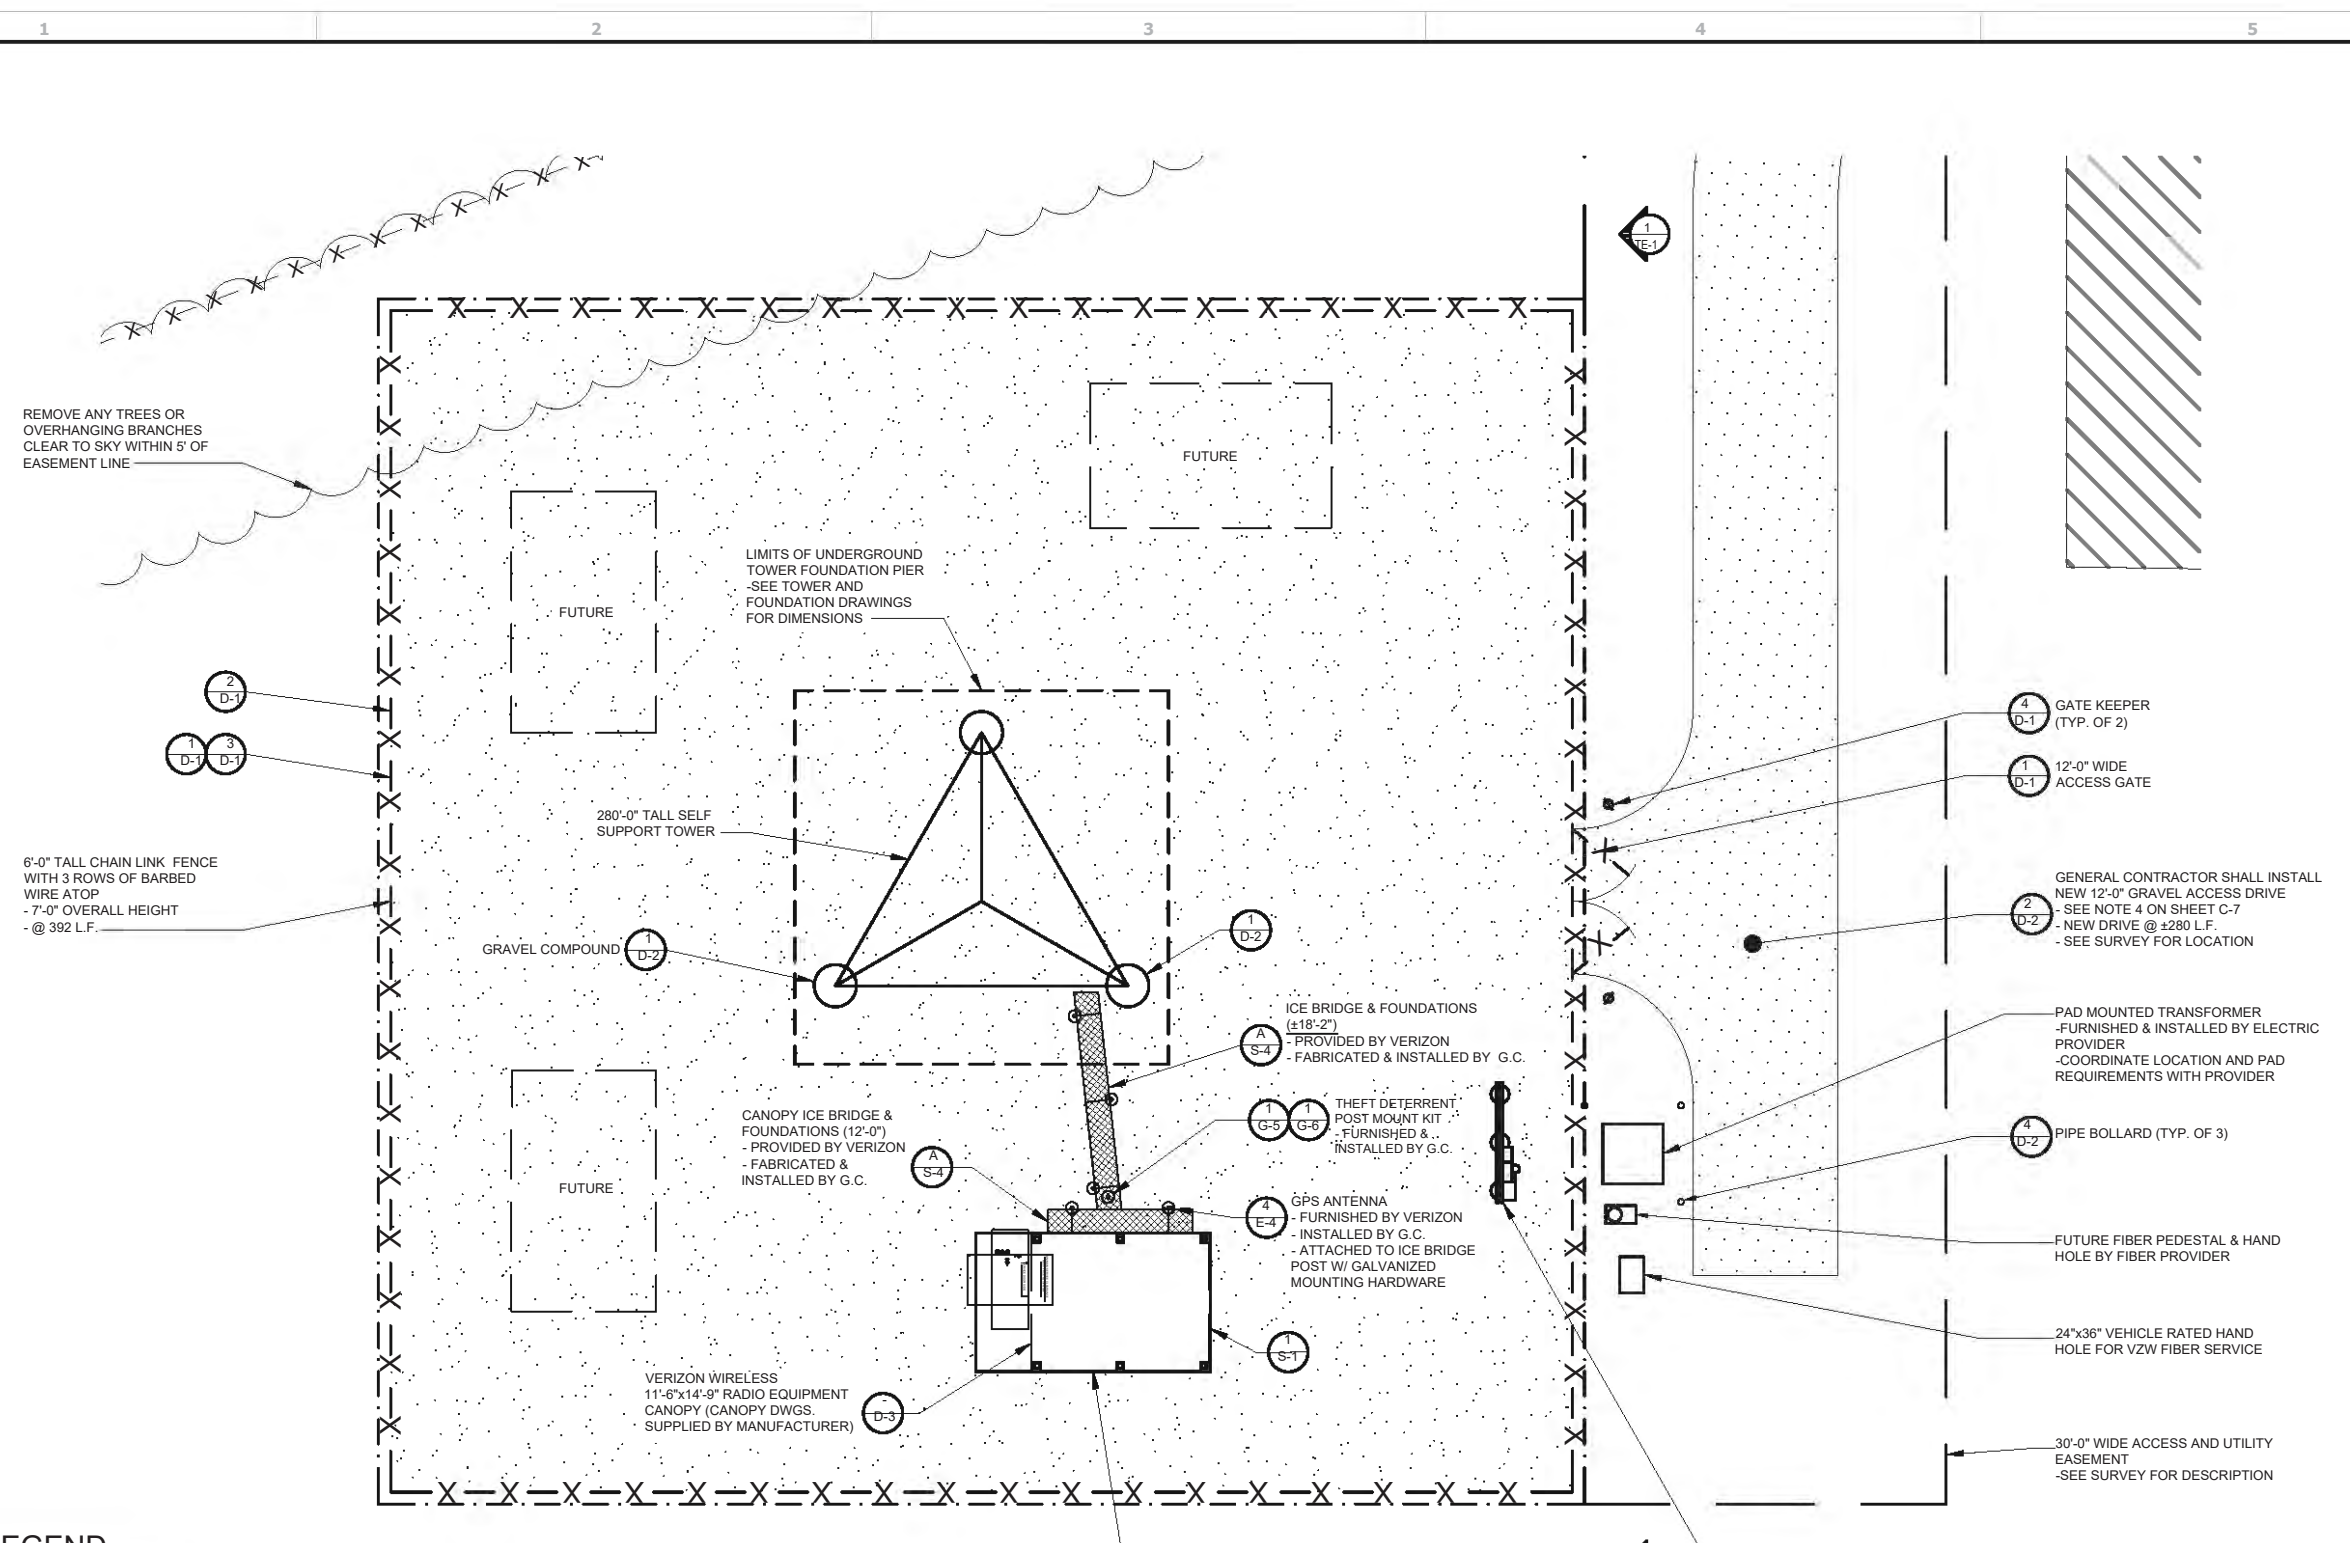 1 2 3 4 5
1
TE-1
REMOVE ANY TREES OR
OVERHANGING BRANCHES
CLEAR TO SKY WITHIN 5' OF
EASEMENT LINE
FUTURE
FUTURE
LIMITS OF UNDERGROUND
TOWER FOUNDATION PIER
-SEE TOWER AND
FOUNDATION DRAWINGS
FOR DIMENSIONS
2
D-1
1
D-1
3
D-1
4
D-1
GATE KEEPER
(TYP. OF 2)
1
D-1
12'-0" WIDE
ACCESS GATE
280'-0" TALL SELF
SUPPORT TOWER
6'-0" TALL CHAIN LINK FENCE
WITH 3 ROWS OF BARBED
WIRE ATOP
- 7'-0" OVERALL HEIGHT
- @ 392 L.F.
2
D-2
GENERAL CONTRACTOR SHALL INSTALL
NEW 12'-0" GRAVEL ACCESS DRIVE
- SEE NOTE 4 ON SHEET C-7
- NEW DRIVE @ ±280 L.F.
- SEE SURVEY FOR LOCATION
GRAVEL COMPOUND
1
D-2
1
D-2
ICE BRIDGE & FOUNDATIONS
(±18'-2")
- PROVIDED BY VERIZON
- FABRICATED & INSTALLED BY G.C.
A
S-4
PAD MOUNTED TRANSFORMER
-FURNISHED & INSTALLED BY ELECTRIC
PROVIDER
-COORDINATE LOCATION AND PAD
REQUIREMENTS WITH PROVIDER
CANOPY ICE BRIDGE &
FOUNDATIONS (12'-0")
- PROVIDED BY VERIZON
- FABRICATED &
INSTALLED BY G.C.
A
S-4
1
G-5
1
G-6
THEFT DETERRENT
POST MOUNT KIT
- FURNISHED &
INSTALLED BY G.C.
4
D-2
PIPE BOLLARD (TYP. OF 3)
FUTURE
4
E-4
GPS ANTENNA
- FURNISHED BY VERIZON
- INSTALLED BY G.C.
- ATTACHED TO ICE BRIDGE
POST W/ GALVANIZED
MOUNTING HARDWARE
FUTURE FIBER PEDESTAL & HAND
HOLE BY FIBER PROVIDER
1
S-1
24"x36" VEHICLE RATED HAND
HOLE FOR VZW FIBER SERVICE
VERIZON WIRELESS
11'-6"x14'-9" RADIO EQUIPMENT
CANOPY (CANOPY DWGS.
SUPPLIED BY MANUFACTURER)
-
D-3
30'-0" WIDE ACCESS AND UTILITY
EASEMENT
-SEE SURVEY FOR DESCRIPTION
EGEND